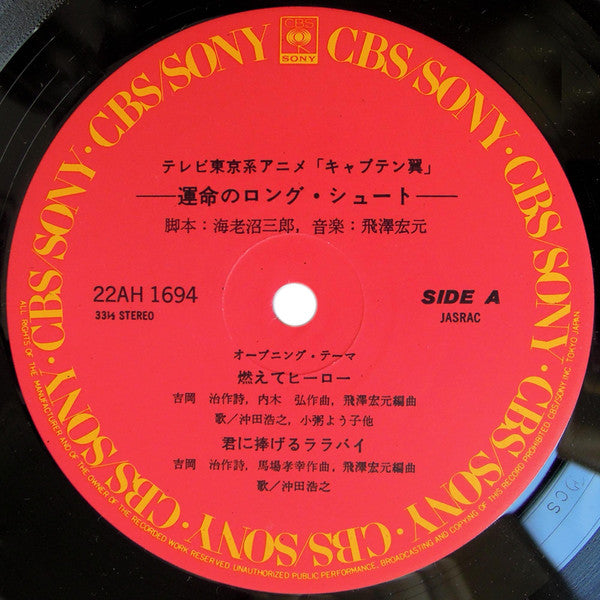 CBS
SONY
CBS/SONY · CBS/SONY · CBS/SONY · CBS/SONY · CBS/SONY · CBS/SONY · CBS/SONY
テレビ東京系アニメ「キャプテン翼」
——運命のロング・シュート——
脚本：海老沼三郎，音楽：飛澤宏元
22AH 1694
33⅓ STEREO
SIDE A
JASRAC
オープニング・テーマ
燃えてヒーロー
吉岡 治作詩，内木 弘作曲，飛澤宏元編曲
歌／沖田浩之，小粥よう子他
君に捧げるララバイ
吉岡 治作詩，馬場孝幸作曲，飛澤宏元編曲
歌／沖田浩之
ALL RIGHTS OF THE MANUFACTURER AND OF THE OWNER OF THE RECORDED WORK RESERVED UNAUTHORIZED PUBLIC PERFORMANCE, BROADCASTING AND COPYING OF THIS RECORD PROHIBITED. CBS/SONY INC. TOKYO JAPAN